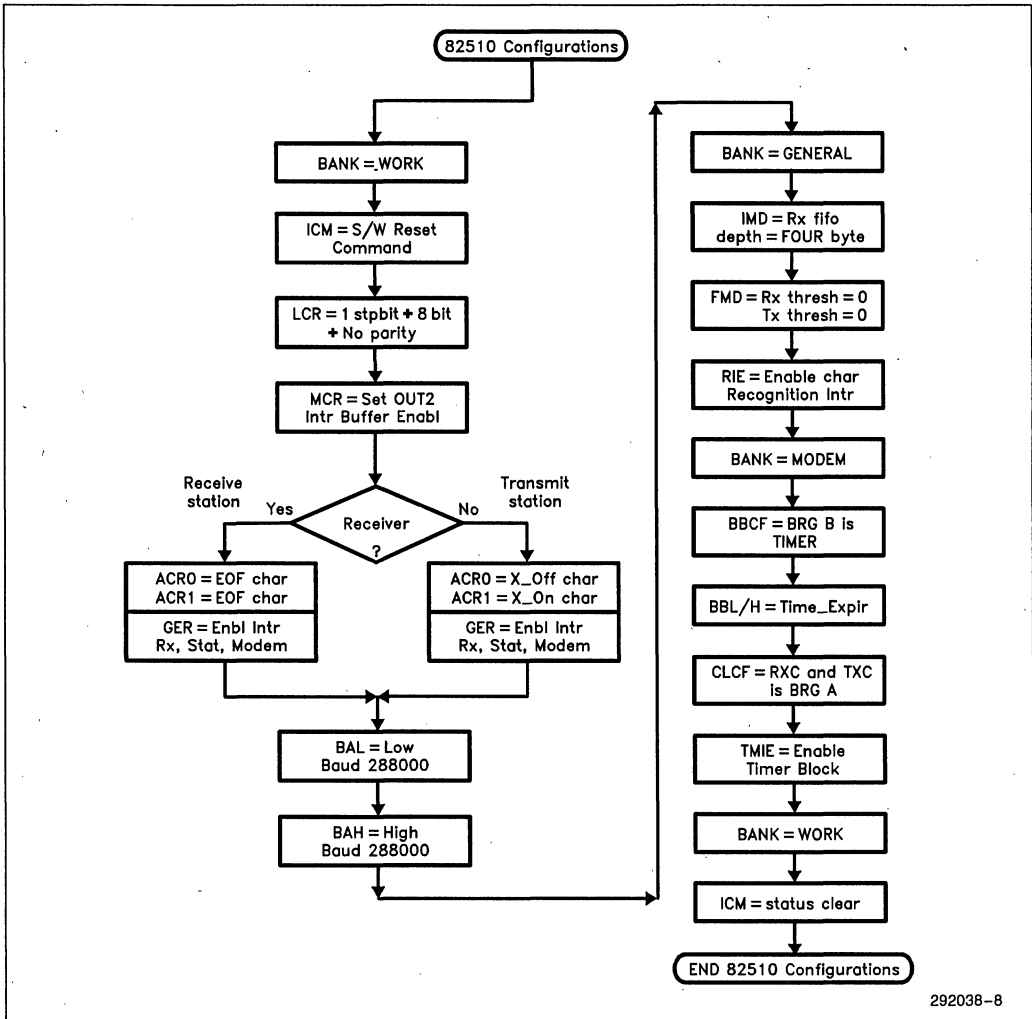 82510 Configurations
BANK = WORK
ICM = S/W Reset
Command
LCR = 1 stpbit + 8 bit
+ No parity
MCR = Set OUT2
Intr Buffer Enabl
Receive
station
Yes
Receiver
?
No
Transmit
station
ACR0 = EOF char
ACR1 = EOF char
GER = Enbl Intr
Rx, Stat, Modem
ACR0 = X_Off char
ACR1 = X_On char
GER = Enbl Intr
Rx, Stat, Modem
BAL = Low
Baud 288000
BAH = High
Baud 288000
BANK = GENERAL
IMD = Rx fifo
depth = FOUR byte
FMD = Rx thresh = 0
Tx thresh = 0
RIE = Enable char
Recognition Intr
BANK = MODEM
BBCF = BRG B is
TIMER
BBL/H = Time_Expir
CLCF = RXC and TXC
is BRG A
TMIE = Enable
Timer Block
BANK = WORK
ICM = status clear
END 82510 Configurations
292038-8